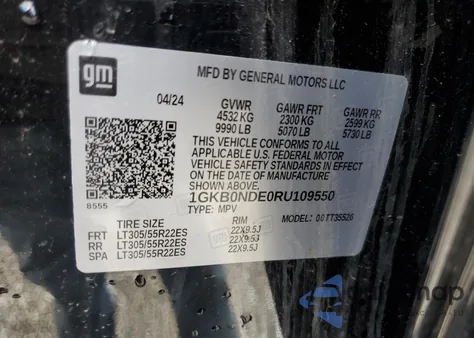 gm
MFD BY GENERAL MOTORS LLC
04/24 GVWR GAWR FRT GAWR RR
4532 KG 2300 KG 2599 KG
9990 LB 5070 LB 5730 LB
THIS VEHICLE CONFORMS TO ALL
APPLICABLE U.S. FEDERAL MOTOR
VEHICLE SAFETY STANDARDS IN EFFECT
ON THE DATE OF MANUFACTURE
SHOWN ABOVE.
8555 1GKB0NDE0RU109550
TYPE: MPV MODEL:
TIRE SIZE RIM
FRT LT305/55R22ES 22X9.5J
RR LT305/55R22ES 22X9.5J
SPA LT305/55R22ES 22X9.5J